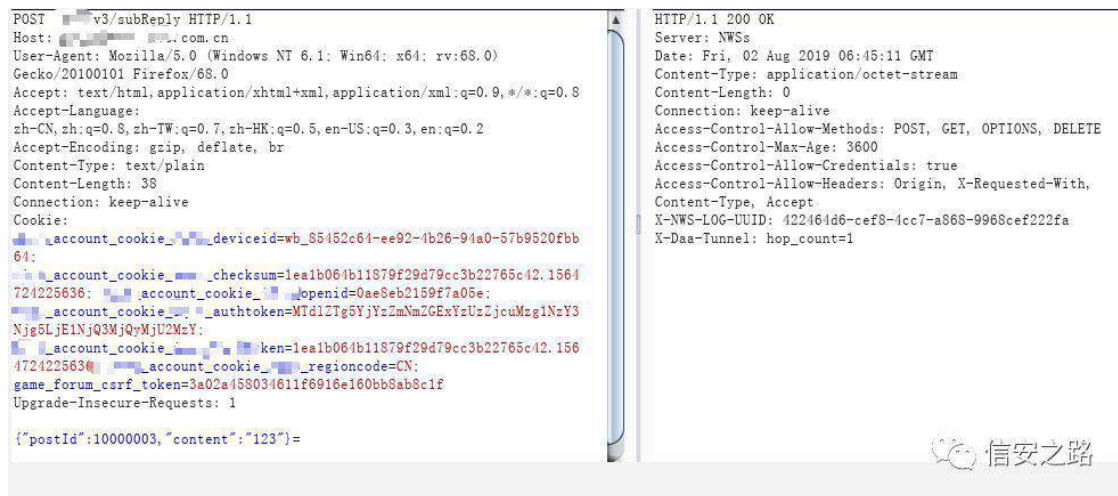 POST v3/subReply HTTP/1.1
Host: .com.cn
User-Agent: Mozilla/5.0 (Windows NT 6.1; Win64; x64; rv:68.0)
Gecko/20100101 Firefox/68.0
Accept: text/html,application/xhtml+xml,application/xml;q=0.9,*/*;q=0.8
Accept-Language:
zh-CN,zh;q=0.8,zh-TW;q=0.7,zh-HK;q=0.5,en-US;q=0.3,en;q=0.2
Accept-Encoding: gzip, deflate, br
Content-Type: text/plain
Content-Length: 38
Connection: keep-alive
Cookie:
_account_cookie_ _deviceid=wb_85452c64-ee92-4b26-94a0-57b9520fbb
64;
_account_cookie_ _checksum=1ea1b064b11879f29d79cc3b22765c42.1564
724225636; _account_cookie_ openid=0ae8eb2159f7a05e;
_account_cookie_ _authtoken=MTdlZTg5YjYzZmNmZGExYzUzZjcuMzg1NzY3
Njg5LjE1NjQ3MjQyMjU2MzY;
_account_cookie_ ken=1ea1b064b11879f29d79cc3b22765c42.156
472422563 _account_cookie_ _regioncode=CN;
game_forum_csrf_token=3a02a458034611f6916e160bb8ab8c1f
Upgrade-Insecure-Requests: 1
{"postId":10000003,"content":"123"}=
HTTP/1.1 200 OK
Server: NWSs
Date: Fri, 02 Aug 2019 06:45:11 GMT
Content-Type: application/octet-stream
Content-Length: 0
Connection: keep-alive
Access-Control-Allow-Methods: POST, GET, OPTIONS, DELETE
Access-Control-Max-Age: 3600
Access-Control-Allow-Credentials: true
Access-Control-Allow-Headers: Origin, X-Requested-With,
Content-Type, Accept
X-NWS-LOG-UUID: 422464d6-cef8-4cc7-a868-9968cef222fa
X-Daa-Tunnel: hop_count=1
信安之路